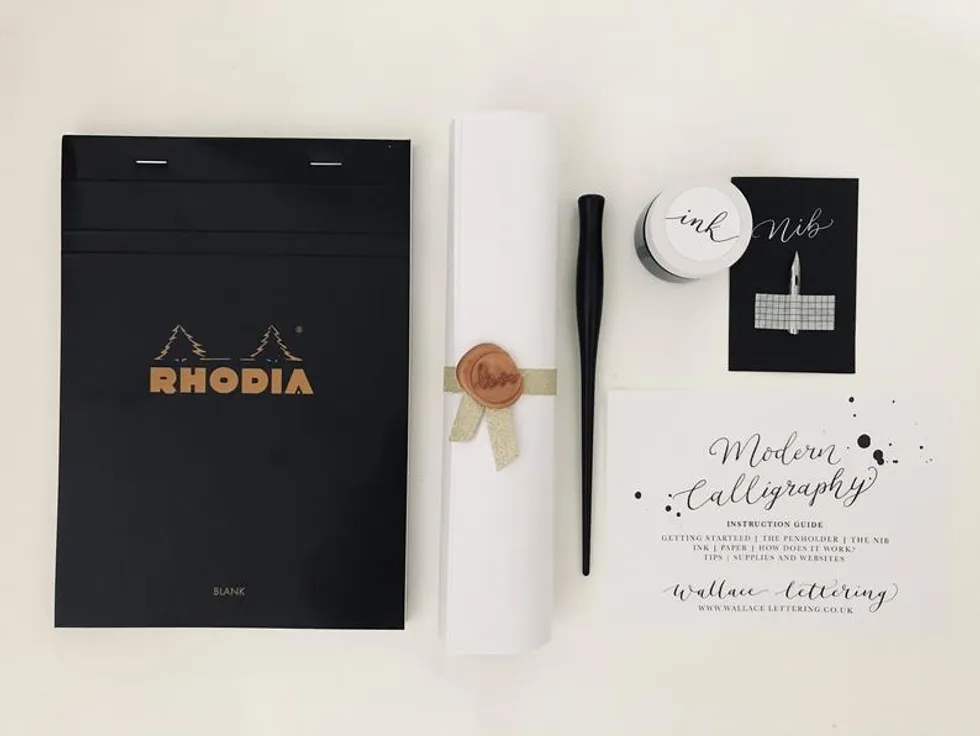 RHODIA
®
BLANK
love
ink
Nib
Modern
Calligraphy
INSTRUCTION GUIDE
GETTING STARTEED | THE PENHOLDER | THE NIB
INK | PAPER | HOW DOES IT WORK?
TIPS | SUPPLIES AND WEBSITES
wallace lettering
WWW.WALLACE LETTERING.CO.UK